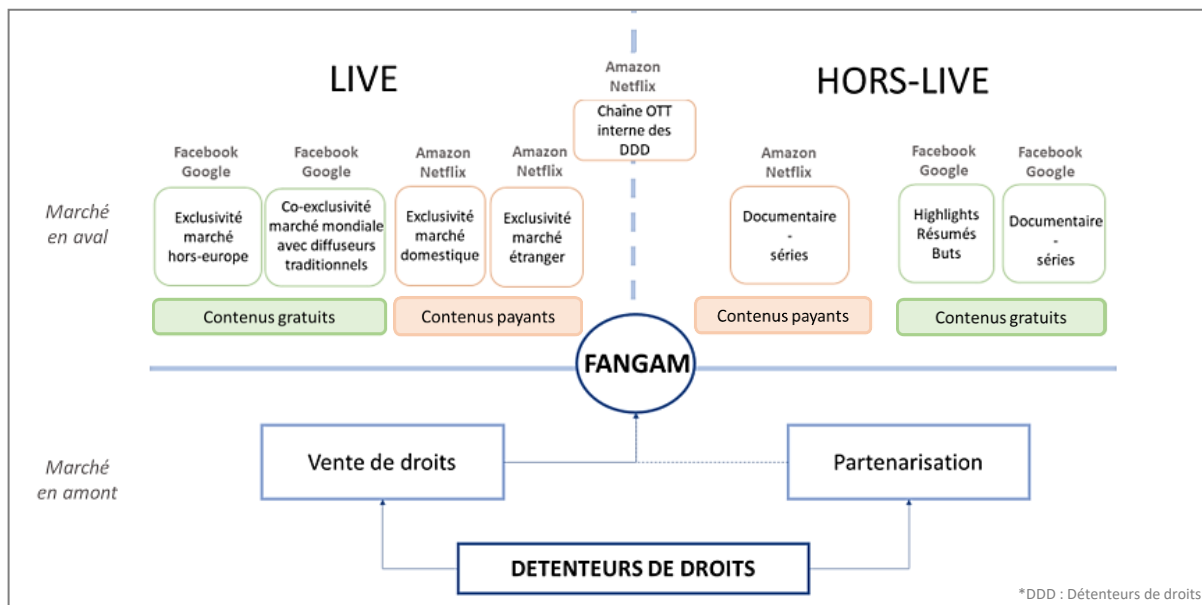 LIVE
Amazon
Netflix
Chaîne OTT
interne des
DDD
HORS-LIVE
Marché
en aval
Facebook
Google
Exclusivité
marché
hors-europe
Facebook
Google
Co-exclusivité
marché mondiale
avec diffuseurs
traditionnels
Amazon
Netflix
Exclusivité
marché
domestique
Amazon
Netflix
Exclusivité
marché
étranger
Amazon
Netflix
Documentaire
-
séries
Facebook
Google
Highlights
Résumés
Buts
Facebook
Google
Documentaire
-
séries
Contenus gratuits
Contenus payants
Contenus payants
Contenus gratuits
FANGAM
Marché
en amont
Vente de droits
Partenarisation
DETENTEURS DE DROITS
*DDD : Détenteurs de droits